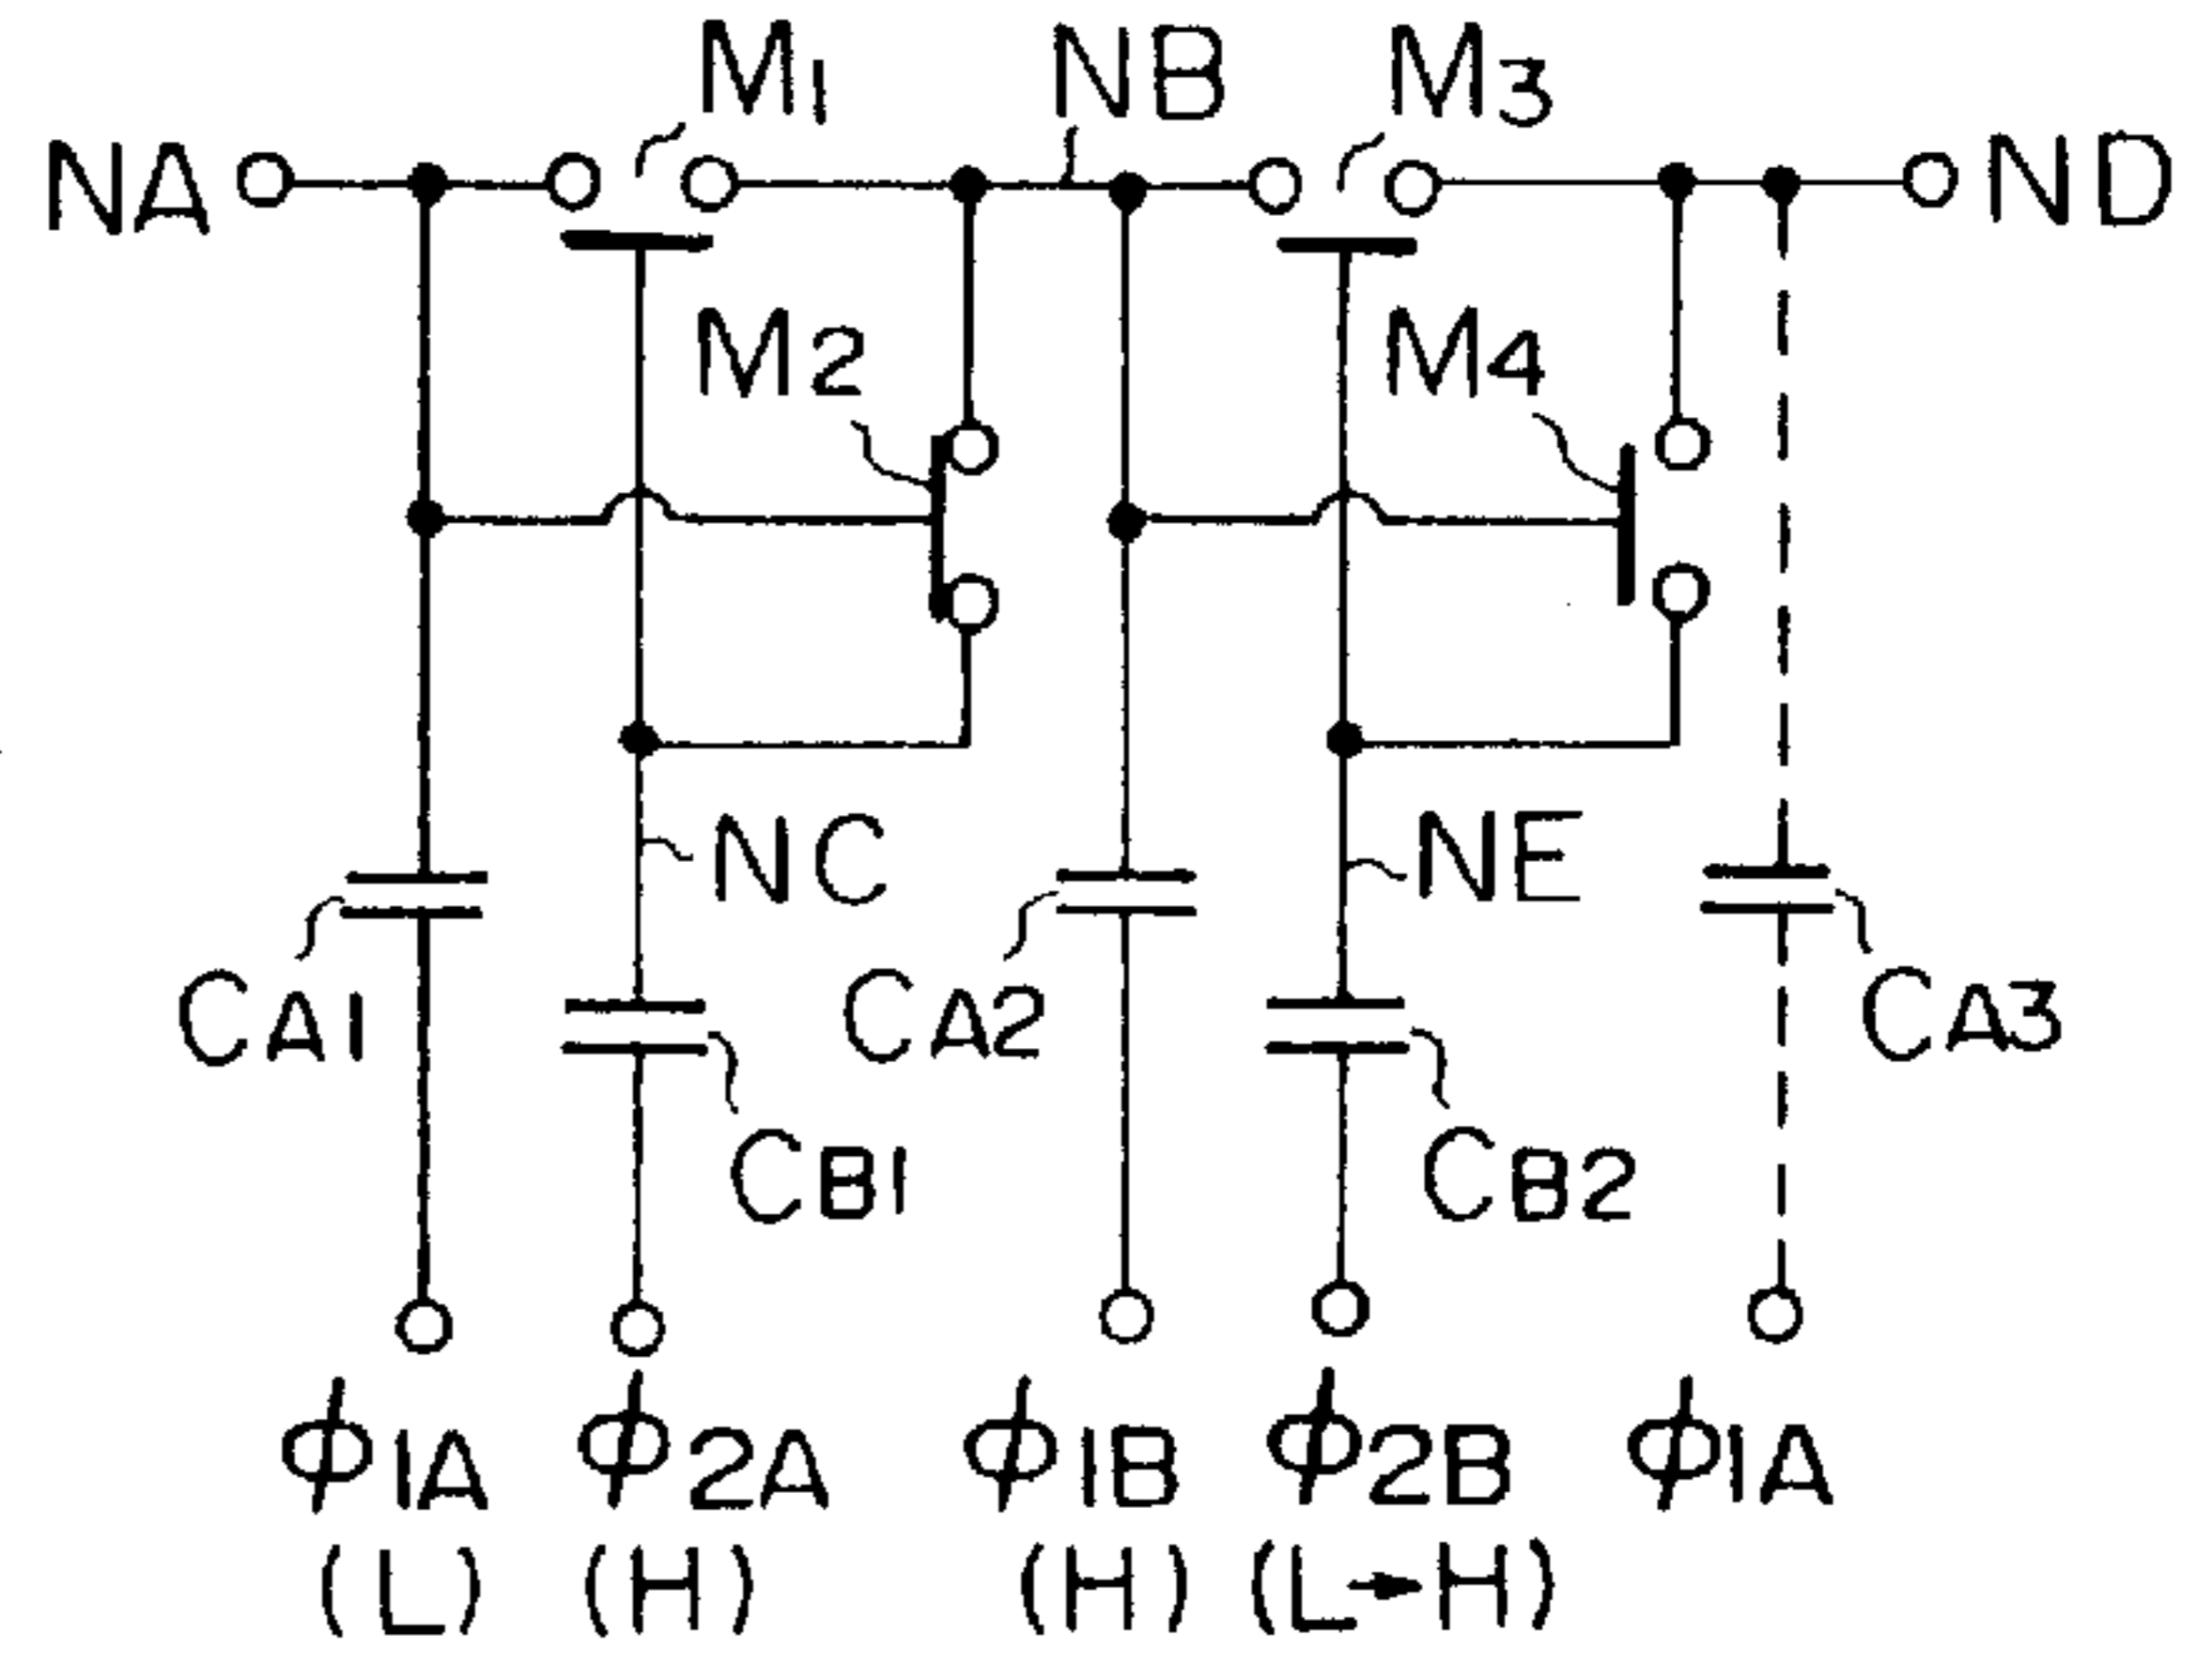 M1 NB M3
NA ND
M2 M4
NC NE
CA1 CA2 CA3
CB1 CB2
ϕ1A ϕ2A ϕ1B ϕ2B ϕ1A
(L) (H) (H) (L→H)